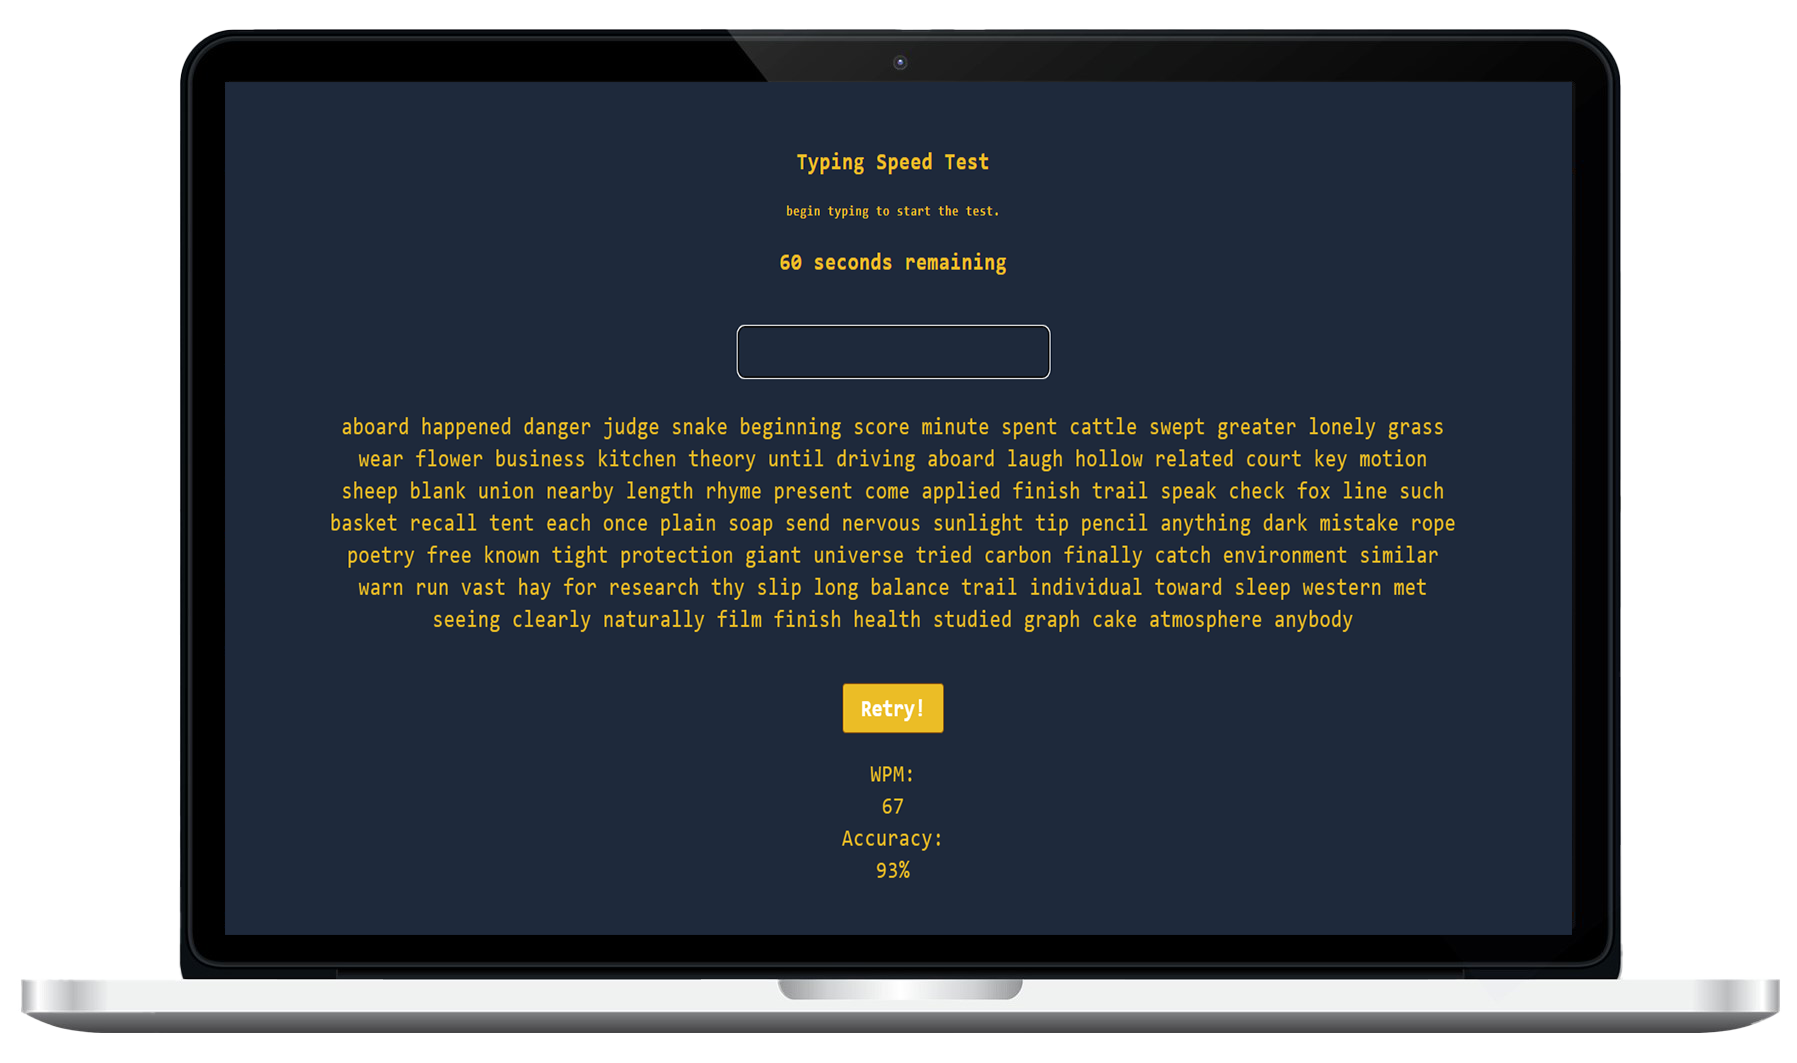 Typing Speed Test
begin typing to start the test.
60 seconds remaining
aboard happened danger judge snake beginning score minute spent cattle swept greater lonely grass
wear flower business kitchen theory until driving aboard laugh hollow related court key motion
sheep blank union nearby length rhyme present come applied finish trail speak check fox line such
basket recall tent each once plain soap send nervous sunlight tip pencil anything dark mistake rope
poetry free known tight protection giant universe tried carbon finally catch environment similar
warn run vast hay for research thy slip long balance trail individual toward sleep western met
seeing clearly naturally film finish health studied graph cake atmosphere anybody
Retry!
WPM:
67
Accuracy:
93%